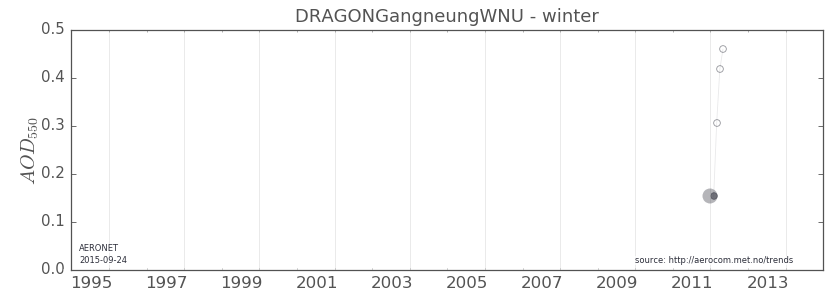 DRAGONGangneungWNU - winter
0.5
0.4
0.3
0.2
0.1
0.0
AOD550
AERONET
2015-09-24
source: http://aerocom.met.no/trends
1995 1997 1999 2001 2003 2005 2007 2009 2011 2013